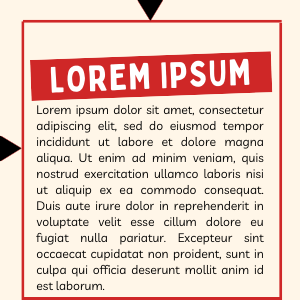 LOREM IPSUM
Lorem ipsum dolor sit amet, consectetur
adipiscing elit, sed do eiusmod tempor
incididunt ut labore et dolore magna
aliqua. Ut enim ad minim veniam, quis
nostrud exercitation ullamco laboris nisi
ut aliquip ex ea commodo consequat.
Duis aute irure dolor in reprehenderit in
voluptate velit esse cillum dolore eu
fugiat nulla pariatur. Excepteur sint
occaecat cupidatat non proident, sunt in
culpa qui officia deserunt mollit anim id
est laborum.